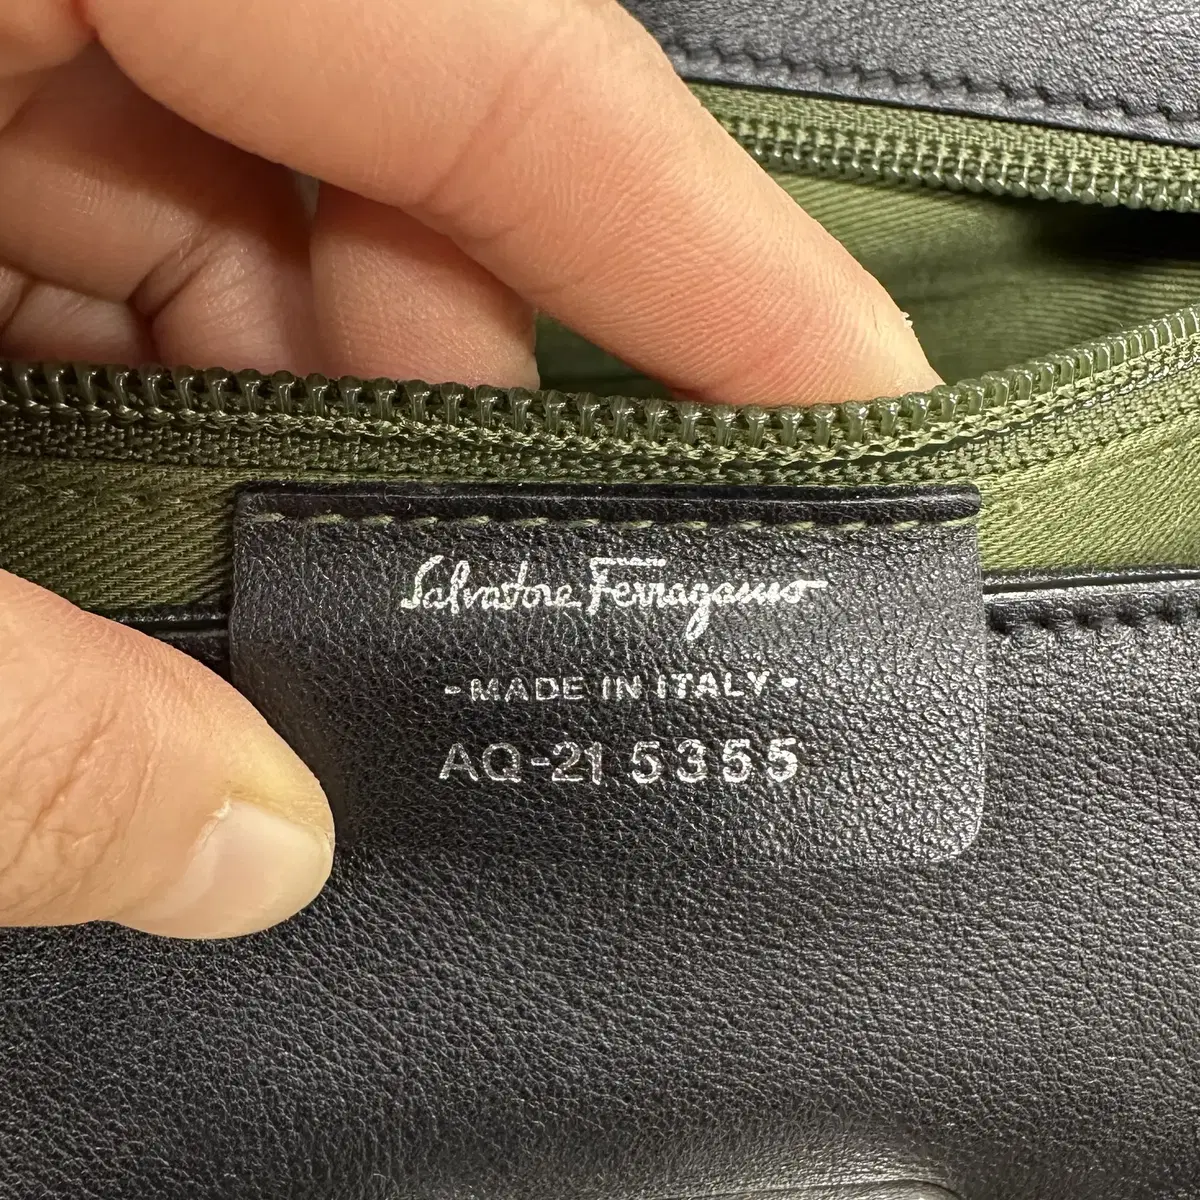 Salvatore Ferragamo
-MADE IN ITALY-
AQ-21 5355